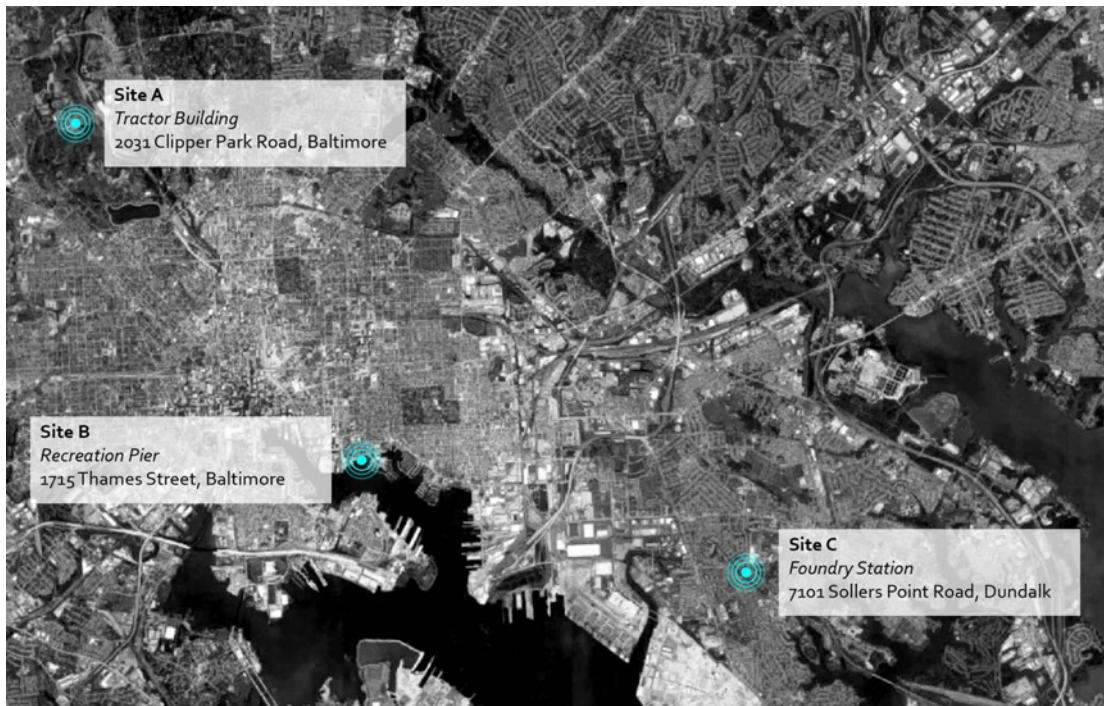 Site A
Tractor Building
2031 Clipper Park Road, Baltimore
Site B
Recreation Pier
1715 Thames Street, Baltimore
Site C
Foundry Station
7101 Sollers Point Road, Dundalk